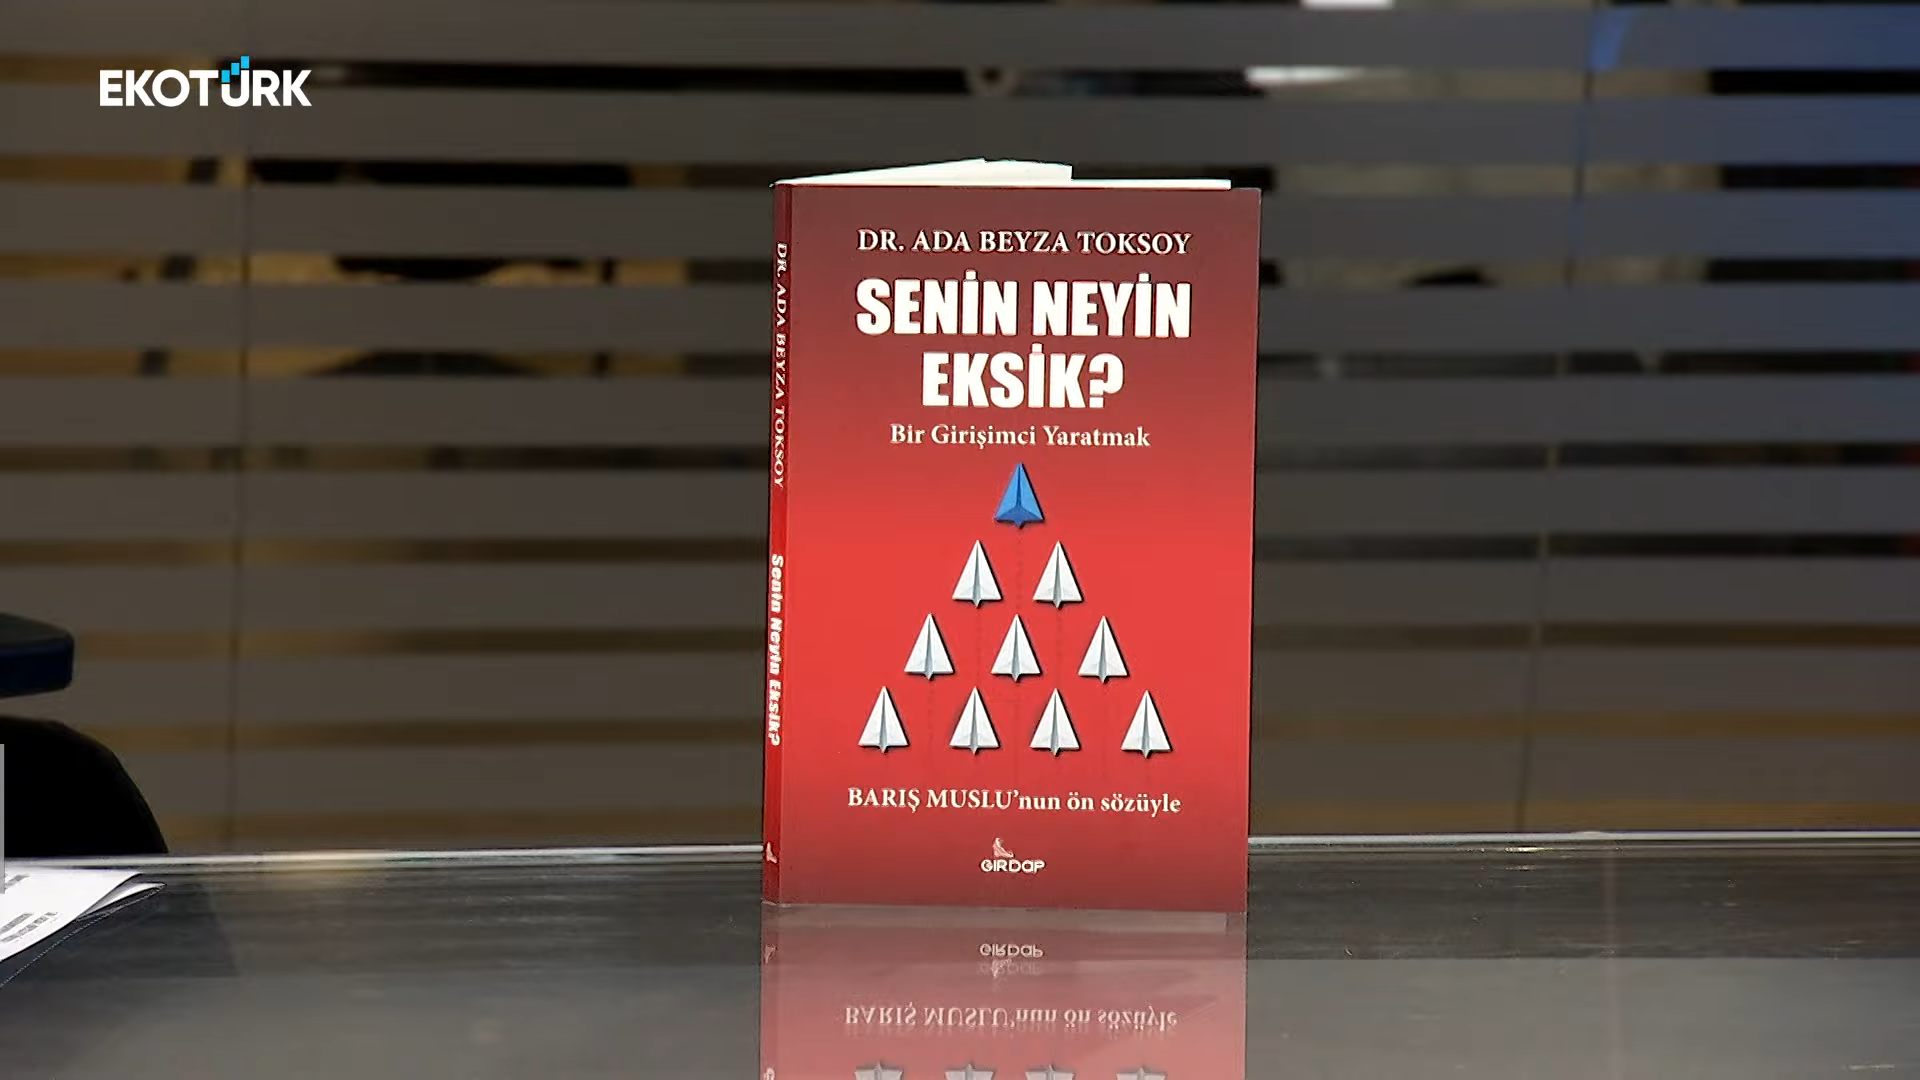 EKOTÜRK
DR. ADA BEYZA TOKSOY
SENİN NEYİN
EKSİK?
Bir Girişimci Yaratmak
BARIŞ MUSLU'nun ön sözüyle
GIRDAP
DR. ADA BEYZA TOKSOY
Senin Neyin Eksik?